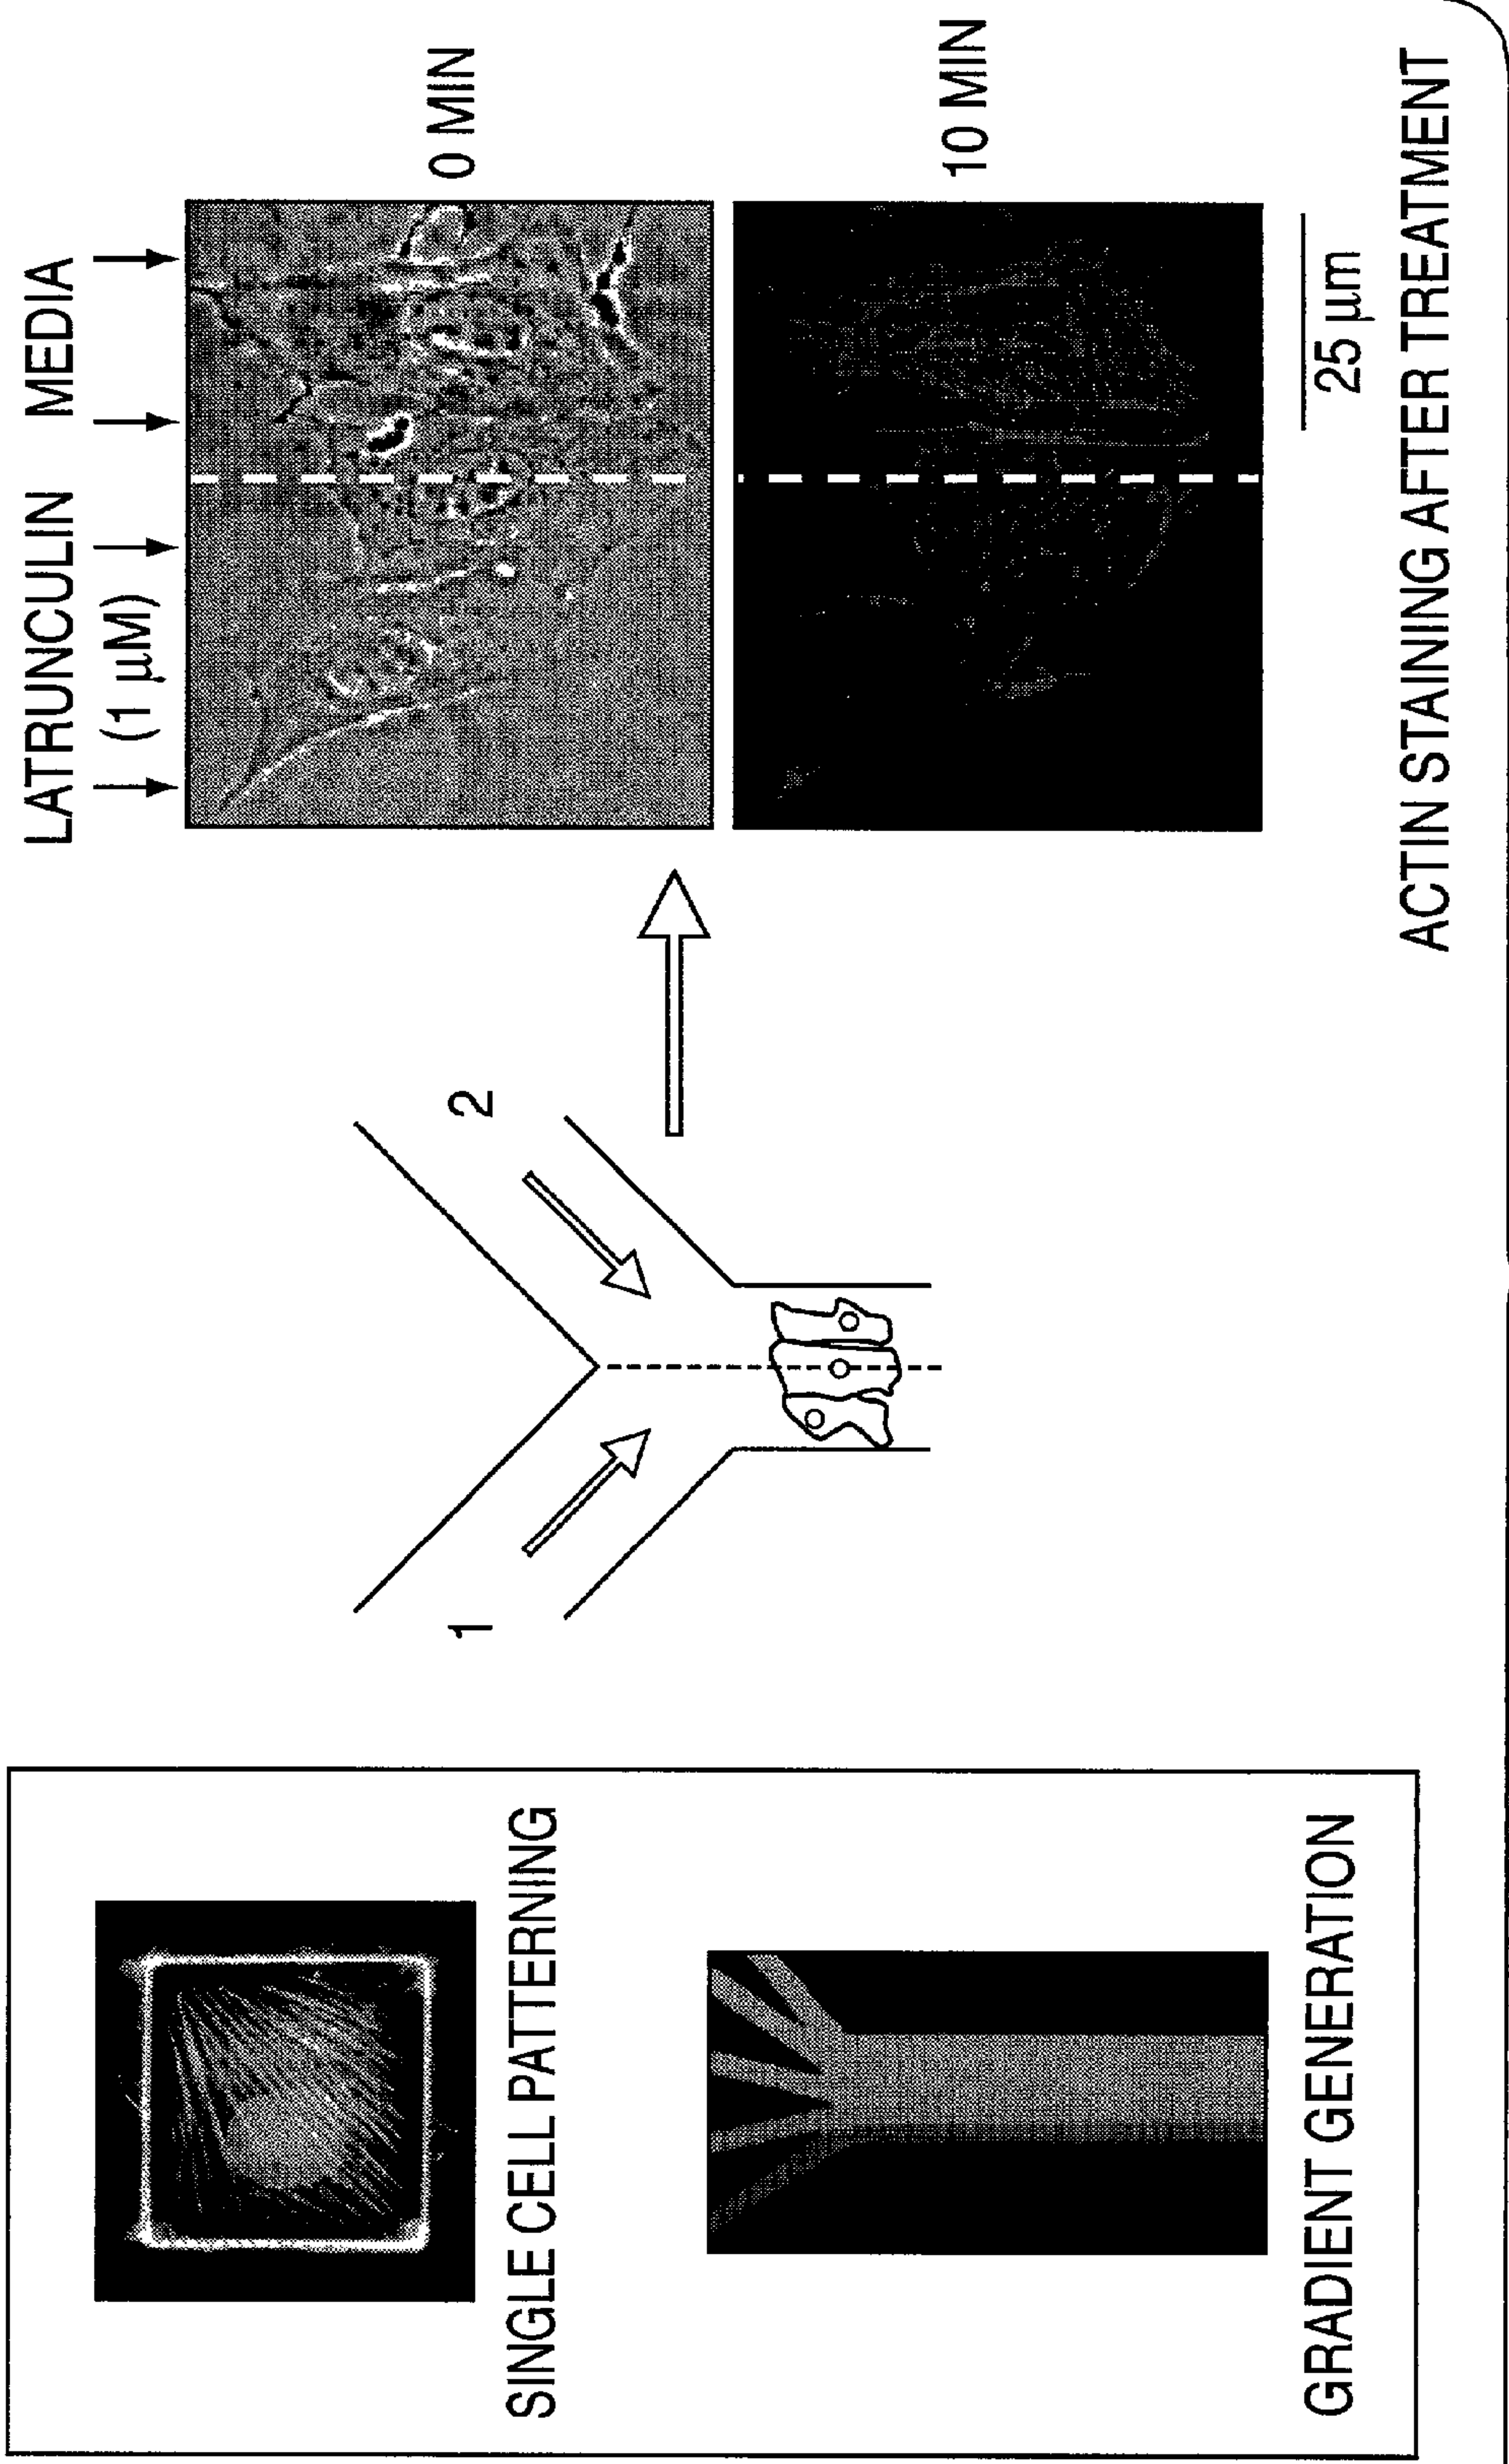 SINGLE CELL PATTERNING
GRADIENT GENERATION
1
2
LATRUNCULIN MEDIA
(1 µM)
0 MIN
10 MIN
25 µm
ACTIN STAINING AFTER TREATMENT